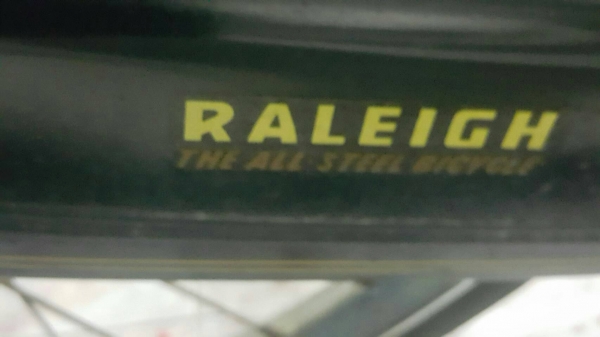 RALEIGH
THE ALL STEEL BICYCLE